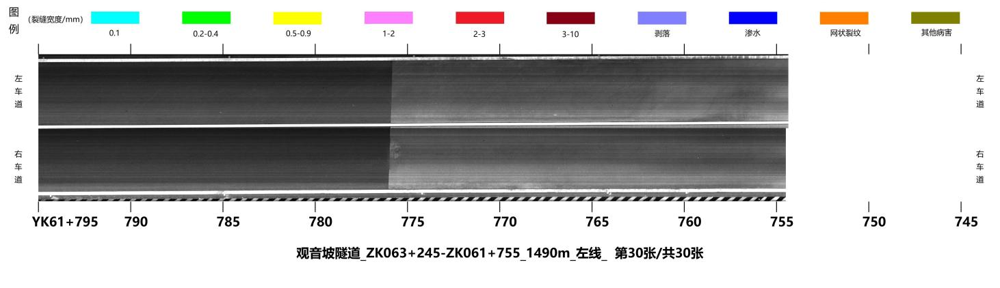 图例 (裂缝宽度/mm)
0.1 0.2-0.4 0.5-0.9 1-2 2-3 3-10 剥落 渗水 网状裂纹 其他病害
左车道 左车道
右车道 右车道
YK61+795 790 785 780 775 770 765 760 755 750 745
观音坡隧道_ZK063+245-ZK061+755_1490m_左线_ 第30张/共30张